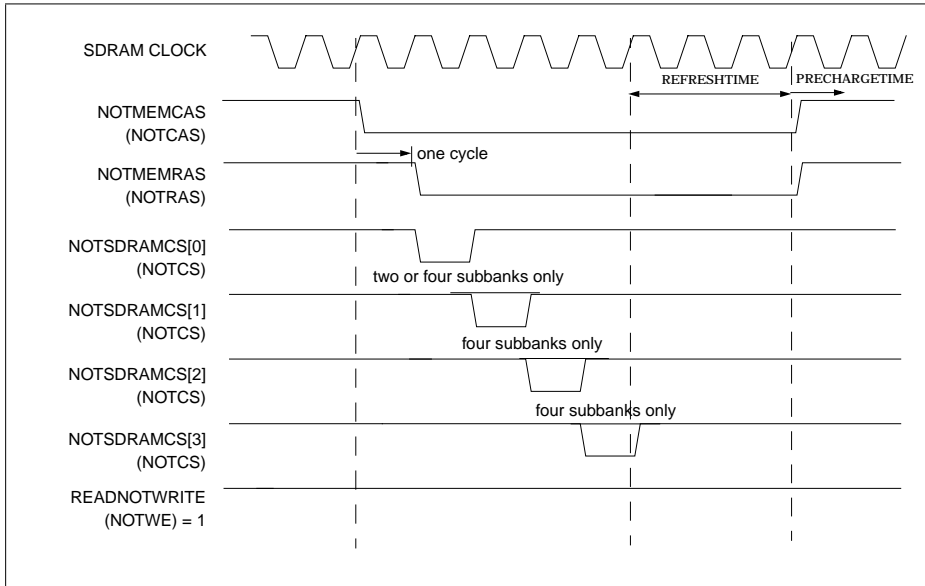 SDRAM CLOCK
REFRESHTIME
PRECHARGETIME
NOTMEMCAS
(NOTCAS)
one cycle
NOTMEMRAS
(NOTRAS)
NOTSDRAMCS[0]
(NOTCS)
two or four subbanks only
NOTSDRAMCS[1]
(NOTCS)
four subbanks only
NOTSDRAMCS[2]
(NOTCS)
four subbanks only
NOTSDRAMCS[3]
(NOTCS)
READNOTWRITE
(NOTWE) = 1